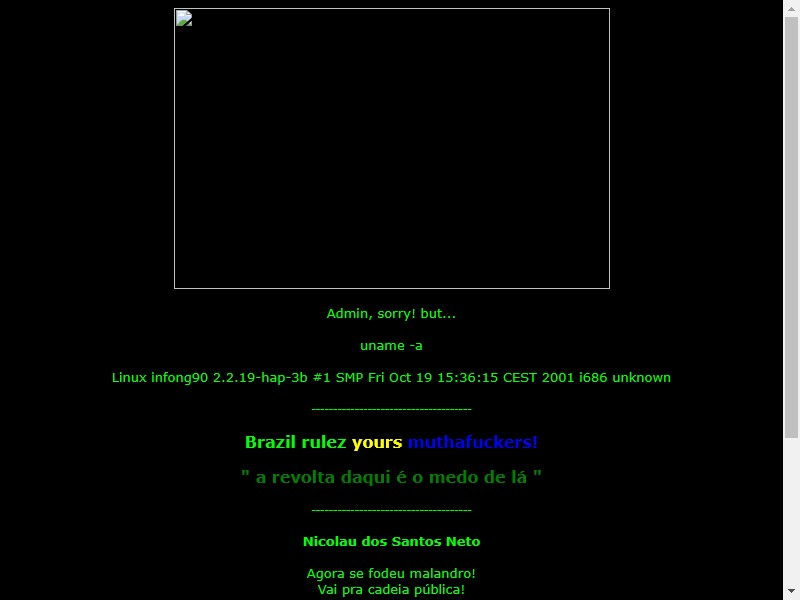 Admin, sorry! but...
uname -a
Linux infong90 2.2.19-hap-3b #1 SMP Fri Oct 19 15:36:15 CEST 2001 i686 unknown
-------------------------------------
Brazil rulez yours muthafuckers!
" a revolta daqui é o medo de lá "
-------------------------------------
Nicolau dos Santos Neto
Agora se fodeu malandro!
Vai pra cadeia pública!